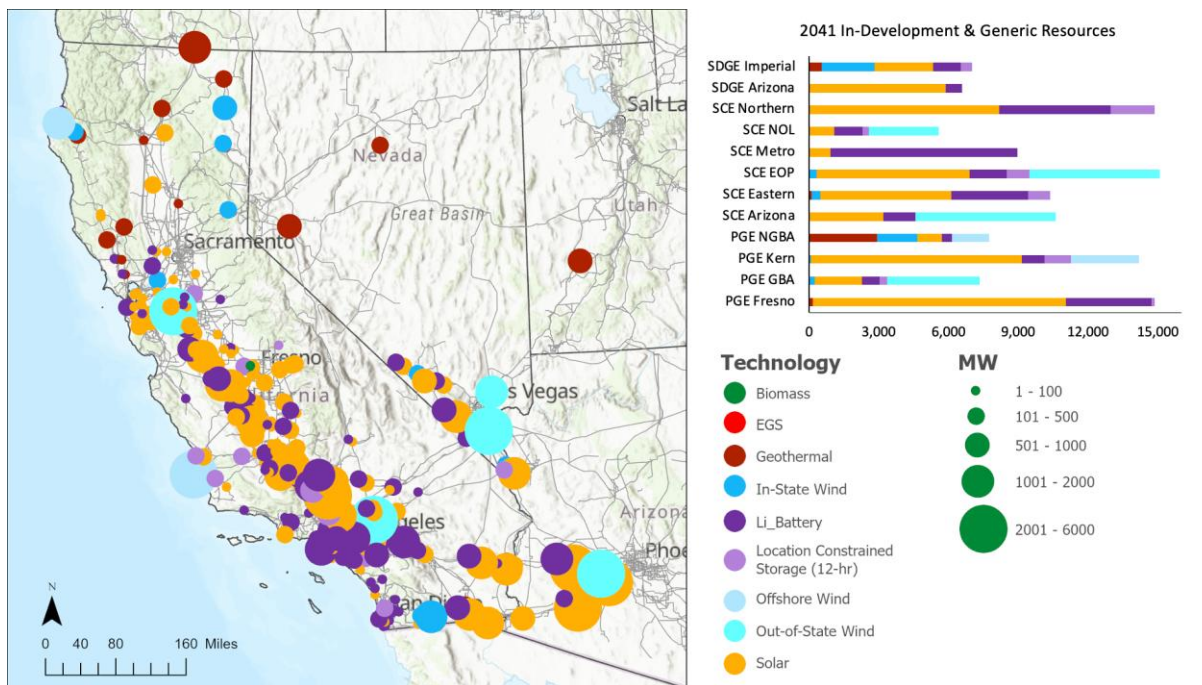 Salt La
Nevada
Great Basin
Utah
Sacramento
Fresno
California
s Vegas
geles
Arizona
Phoe
San Diego
N
0 40 80 160 Miles
2041 In-Development & Generic Resources
SDGE Imperial
SDGE Arizona
SCE Northern
SCE NOL
SCE Metro
SCE EOP
SCE Eastern
SCE Arizona
PGE NGBA
PGE Kern
PGE GBA
PGE Fresno
0 3,000 6,000 9,000 12,000 15,000
Technology
Biomass
EGS
Geothermal
In-State Wind
Li_Battery
Location Constrained
Storage (12-hr)
Offshore Wind
Out-of-State Wind
Solar
MW
1 - 100
101 - 500
501 - 1000
1001 - 2000
2001 - 6000